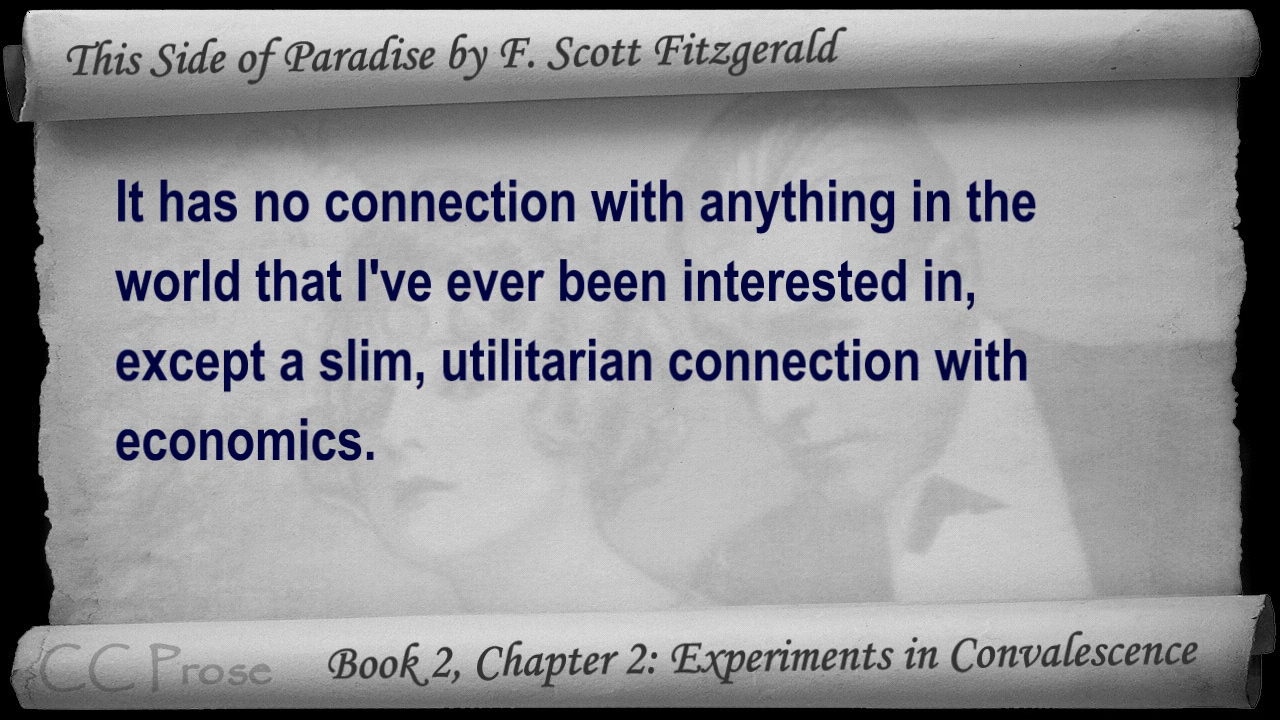 This Side of Paradise by F. Scott Fitzgerald
It has no connection with anything in the
world that I've ever been interested in,
except a slim, utilitarian connection with
economics.
CC Prose
Book 2, Chapter 2: Experiments in Convalescence